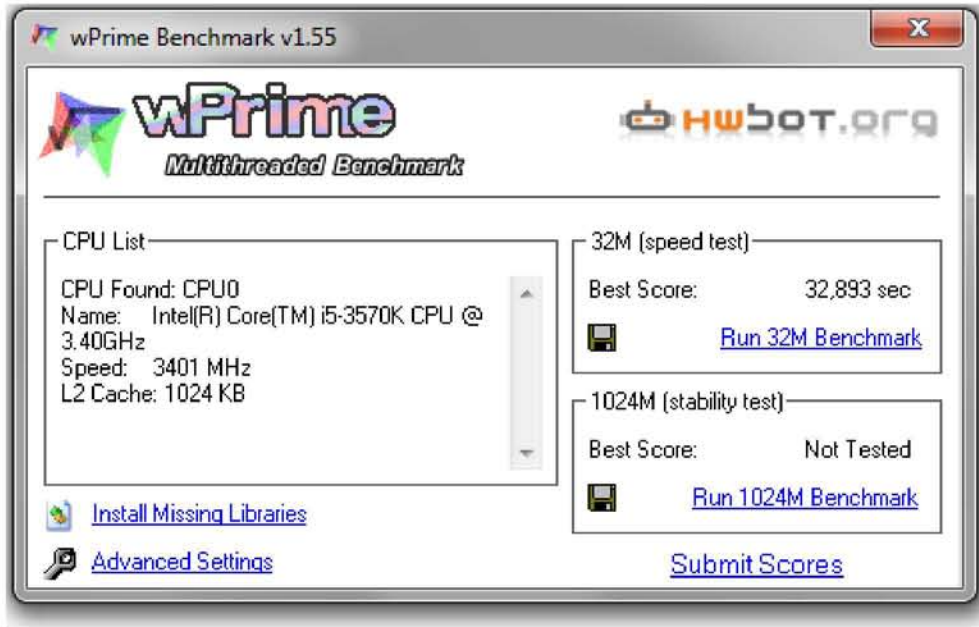 wPrime Benchmark v1.55
wPrime
Multithreaded Benchmark
HWBOT.org
CPU List
CPU Found: CPU0
Name: Intel(R) Core(TM) i5-3570K CPU @
3.40GHz
Speed: 3401 MHz
L2 Cache: 1024 KB
Install Missing Libraries
Advanced Settings
32M (speed test)
Best Score: 32,893 sec
Run 32M Benchmark
1024M (stability test)
Best Score: Not Tested
Run 1024M Benchmark
Submit Scores